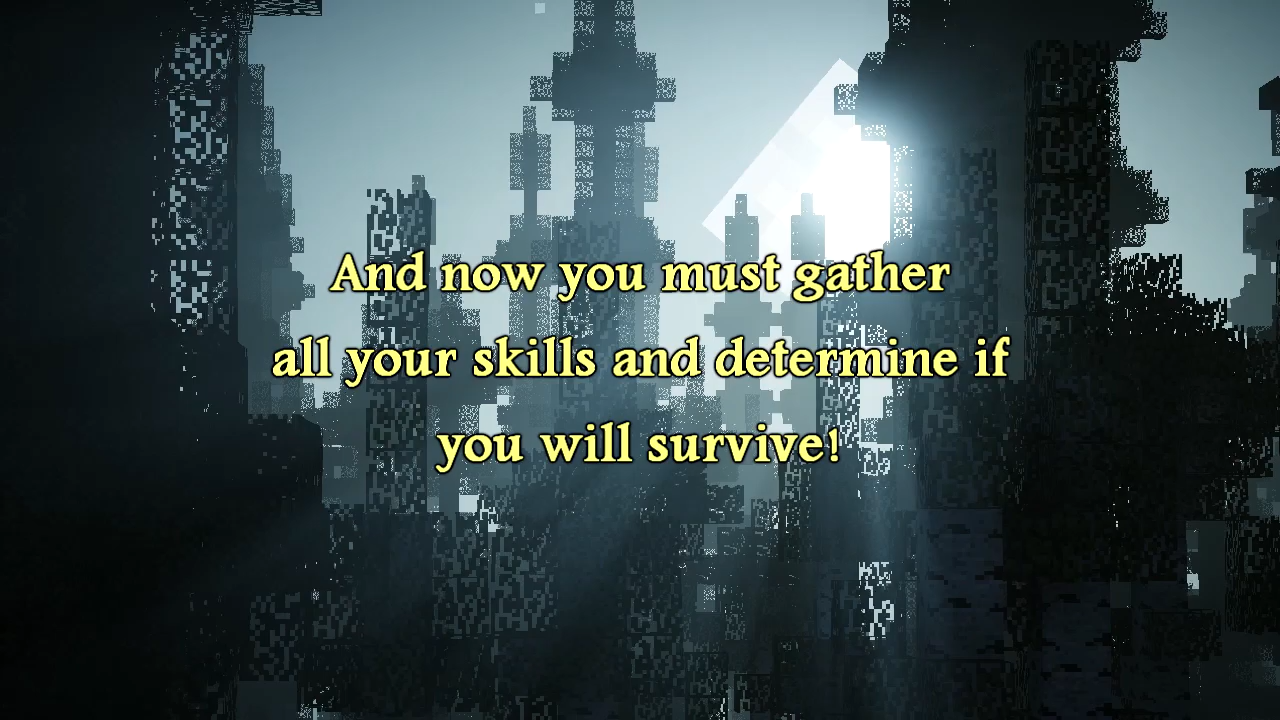 And now you must gather
all your skills and determine if
you will survive!